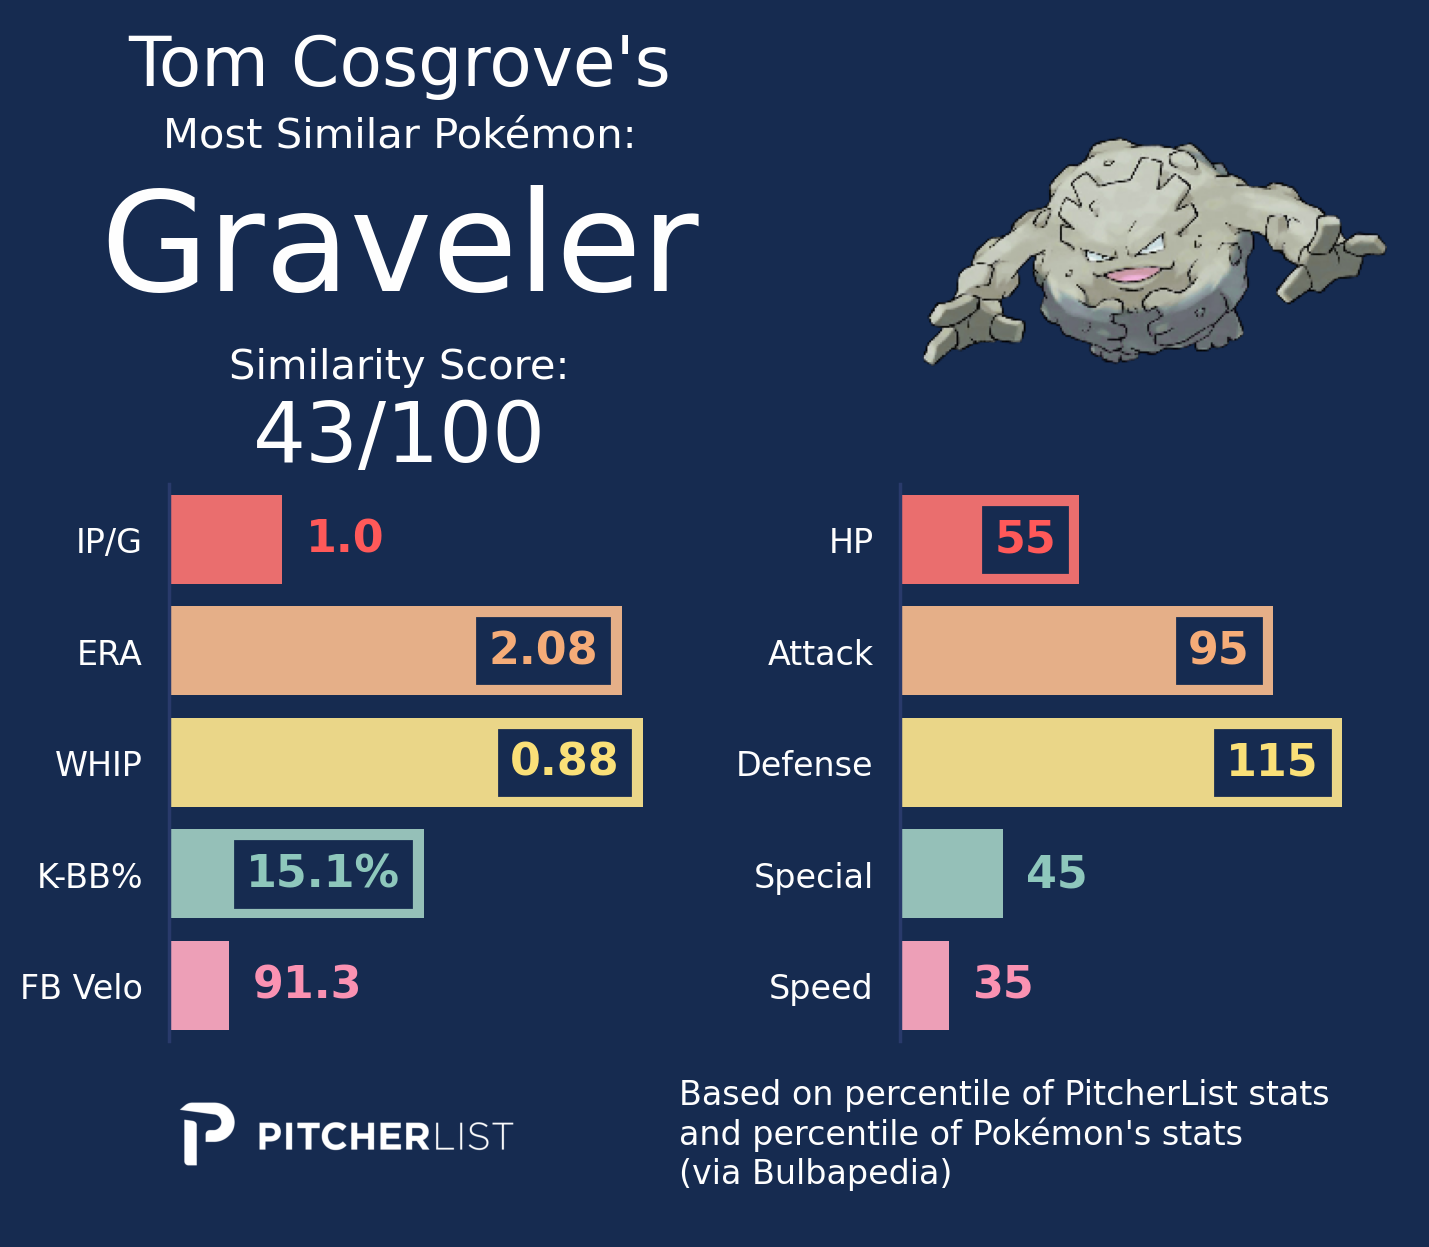 Tom Cosgrove's
Most Similar Pokémon:
Graveler
Similarity Score:
43/100
IP/G 1.0
ERA 2.08
WHIP 0.88
K-BB% 15.1%
FB Velo 91.3
HP 55
Attack 95
Defense 115
Special 45
Speed 35
PITCHERLIST
Based on percentile of PitcherList stats
and percentile of Pokémon's stats
(via Bulbapedia)